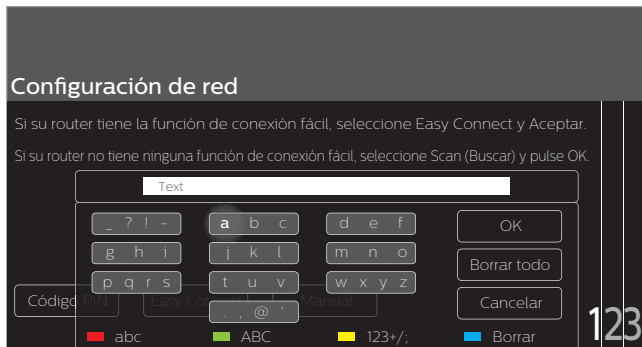 Configuración de red
Si su router tiene la función de conexión fácil, seleccione Easy Connect y Aceptar.
Si su router no tiene ninguna función de conexión fácil, seleccione Scan (Buscar) y pulse OK.
Text
_ ? ! - a b c d e f OK
g h i j k l m n o Borrar todo
p q r s t u v w x y z
Código PIN Easy Connect Manual Cancelar
. , @ '
abc ABC 123+/; Borrar
123